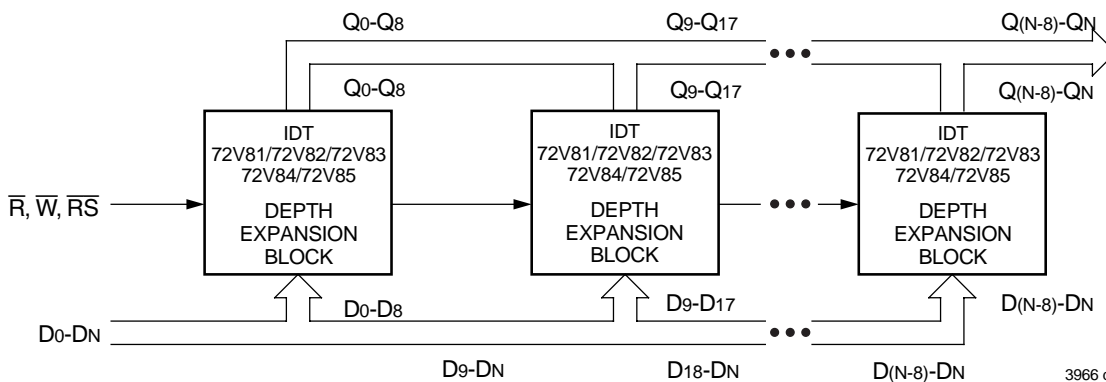 Q0-Q8 Q9-Q17 Q(N-8)-QN
Q0-Q8 Q9-Q17 Q(N-8)-QN
IDT
72V81/72V82/72V83
72V84/72V85
DEPTH
EXPANSION
BLOCK
IDT
72V81/72V82/72V83
72V84/72V85
DEPTH
EXPANSION
BLOCK
IDT
72V81/72V82/72V83
72V84/72V85
DEPTH
EXPANSION
BLOCK
R̅, W̅, R̅S̅
D0-DN
D0-D8 D9-D17 D(N-8)-DN
D9-DN D18-DN D(N-8)-DN
3966 d